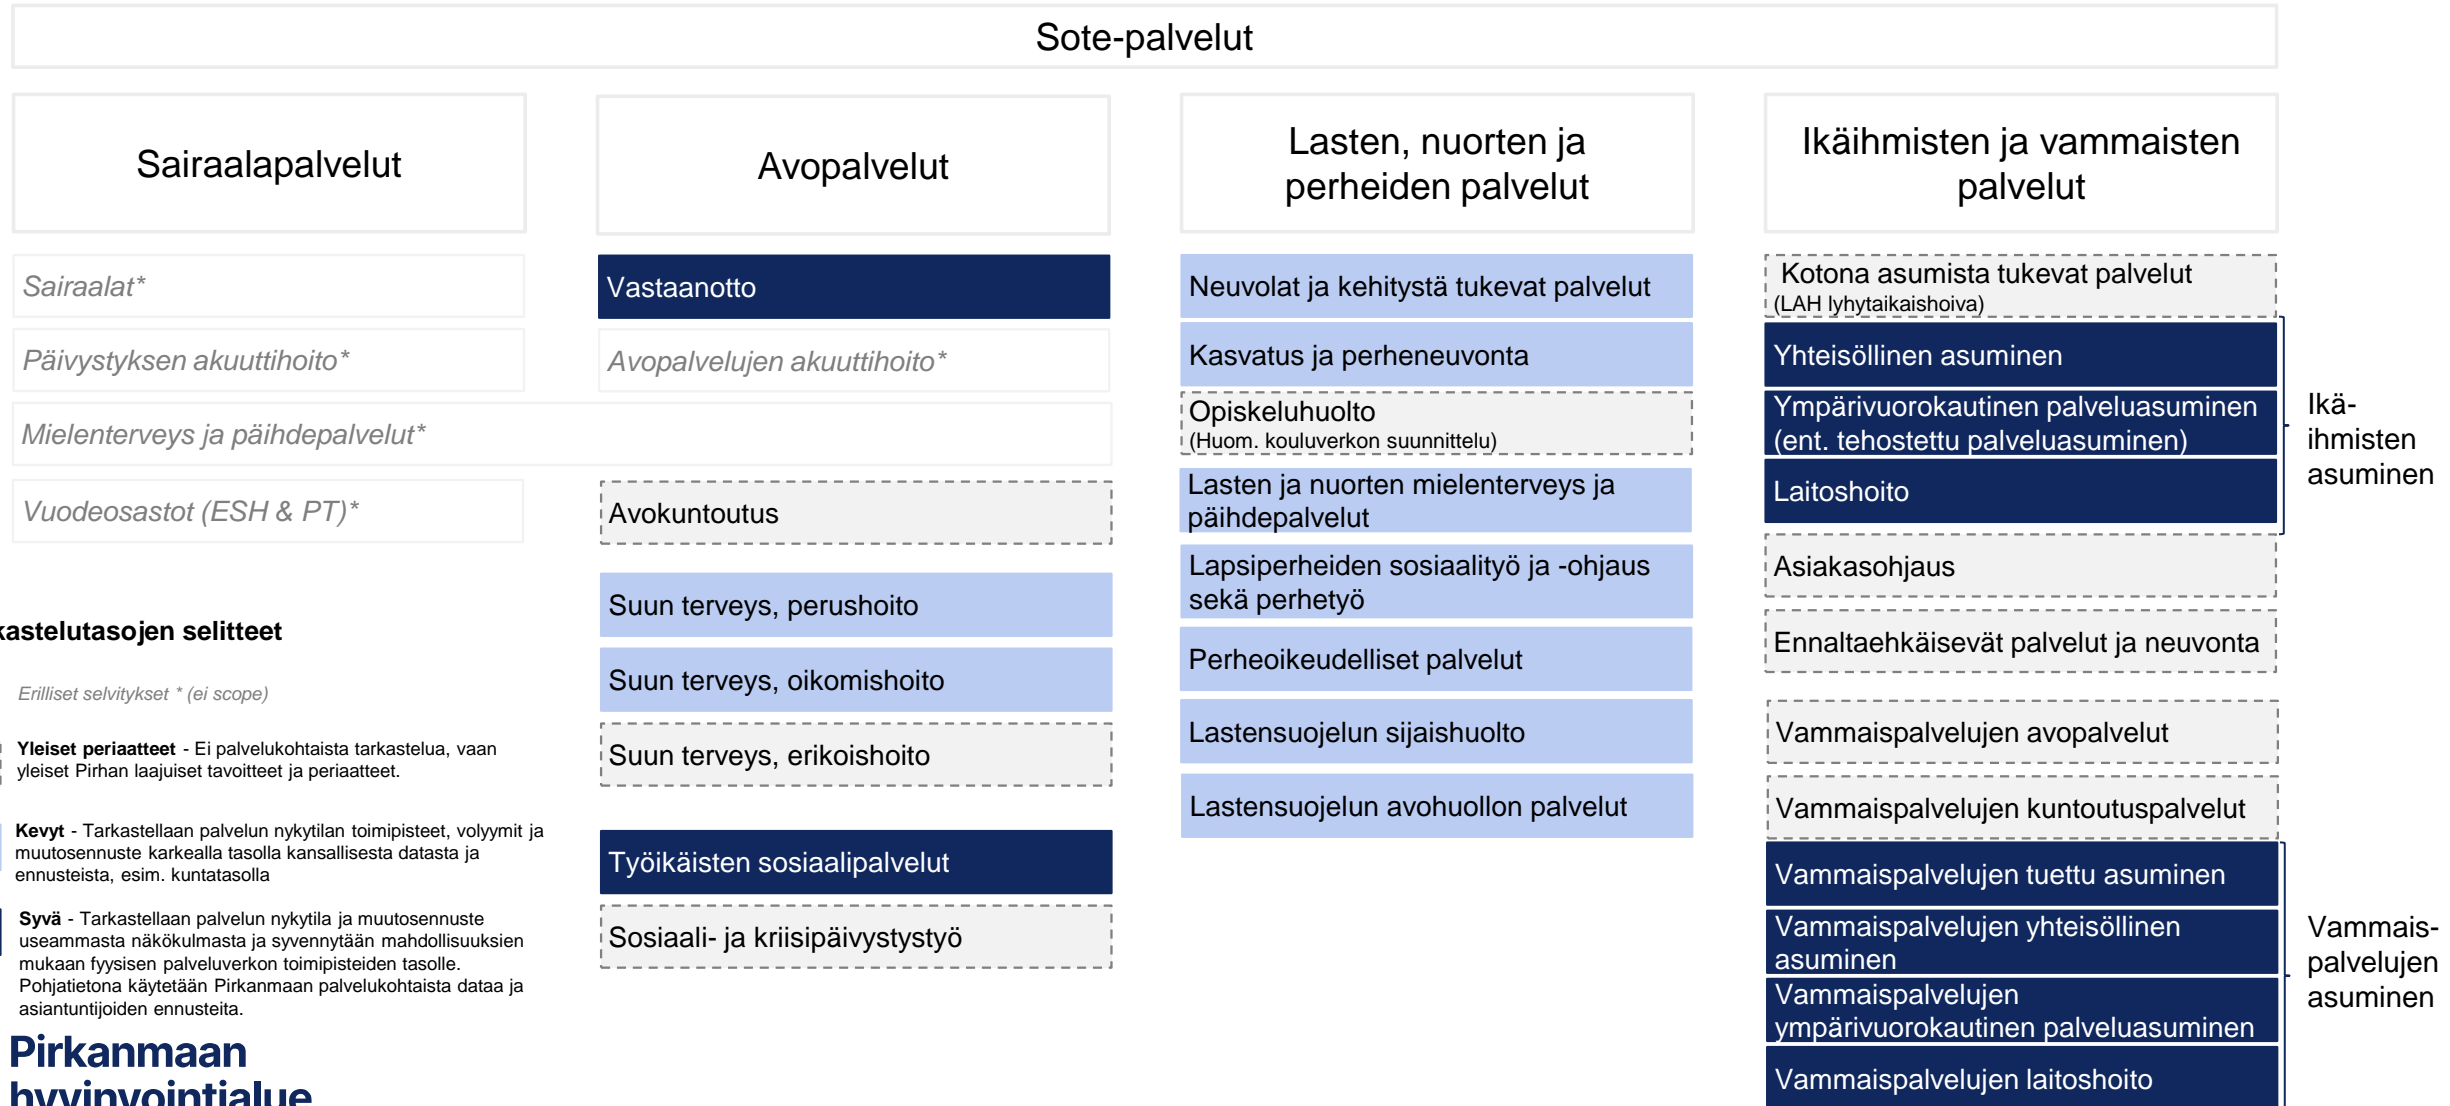 Sote-palvelut
Sairaalapalvelut
Sairaalat*
Päivystyksen akuuttihoito*
Mielenterveys ja päihdepalvelut*
Vuodeosastot (ESH & PT)*
Avopalvelut
Vastaanotto
Avopalvelujen akuuttihoito*
Avokuntoutus
Suun terveys, perushoito
Suun terveys, oikomishoito
Suun terveys, erikoishoito
Työikäisten sosiaalipalvelut
Sosiaali- ja kriisipäivystystyö
Lasten, nuorten ja
perheiden palvelut
Neuvolat ja kehitystä tukevat palvelut
Kasvatus ja perheneuvonta
Opiskeluhuolto
(Huom. kouluverkon suunnittelu)
Lasten ja nuorten mielenterveys ja
päihdepalvelut
Lapsiperheiden sosiaalityö ja -ohjaus
sekä perhetyö
Perheoikeudelliset palvelut
Lastensuojelun sijaishuolto
Lastensuojelun avohuollon palvelut
Ikäihmisten ja vammaisten
palvelut
Kotona asumista tukevat palvelut
(LAH lyhytaikaishoiva)
Yhteisöllinen asuminen
Ympärivuorokautinen palveluasuminen
(ent. tehostettu palveluasuminen)
Laitoshoito
Ikä-
ihmisten
asuminen
Asiakasohjaus
Ennaltaehkäisevät palvelut ja neuvonta
Vammaispalvelujen avopalvelut
Vammaispalvelujen kuntoutuspalvelut
Vammaispalvelujen tuettu asuminen
Vammaispalvelujen yhteisöllinen
asuminen
Vammaispalvelujen
ympärivuorokautinen palveluasuminen
Vammaispalvelujen laitoshoito
Vammais-
palvelujen
asuminen
kastelutasojen selitteet
Erilliset selvitykset * (ei scope)
Yleiset periaatteet - Ei palvelukohtaista tarkastelua, vaan
yleiset Pirhan laajuiset tavoitteet ja periaatteet.
Kevyt - Tarkastellaan palvelun nykytilan toimipisteet, volyymit ja
muutosennuste karkealla tasolla kansallisesta datasta ja
ennusteista, esim. kuntatasolla
Syvä - Tarkastellaan palvelun nykytila ja muutosennuste
useammasta näkökulmasta ja syvennytään mahdollisuuksien
mukaan fyysisen palveluverkon toimipisteiden tasolle.
Pohjatietona käytetään Pirkanmaan palvelukohtaista dataa ja
asiantuntijoiden ennusteita.
Pirkanmaan
hyvinvointialue